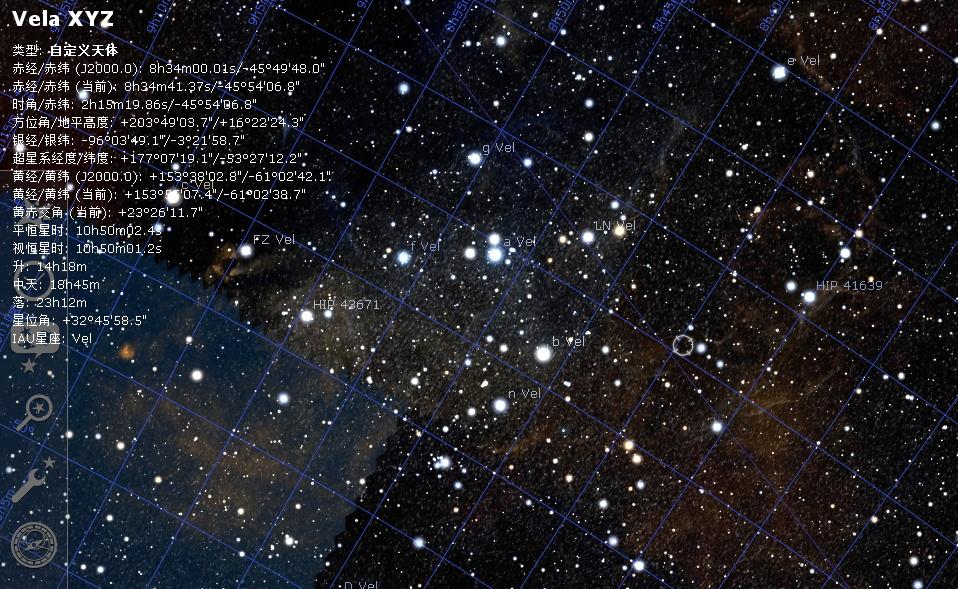 Vela XYZ
类型: 自定义天体
赤经/赤纬 (J2000.0): 8h34m00.01s/-45°49'48.0"
赤经/赤纬 (当前): 8h34m41.37s/-45°54'06.8"
时角/赤纬: 2h15m19.86s/-45°54'06.8"
方位角/地平高度: +203°49'03.7"/+16°22'24.3"
银经/银纬: -96°03'49.1"/-3°21'58.7"
超星系经度/纬度: +177°07'19.1"/-53°27'12.2"
黄经/黄纬 (J2000.0): +153°38'02.8"/-61°02'42.1"
黄经/黄纬 (当前): /-61°02'38.7"
黄赤交角 (当前): +23°26'11.7"
平恒星时: 10h50m02.4s
视恒星时: 10h50m01.2s
升: 14h18m
中天: 18h45m
落: 23h12m
星位角: +32°45'58.5"
IAU星座: Vel
e Vel
g Vel
c Vel
LN Vel
FZ Vel
f Vel
a Vel
HIP 41639
HIP 43671
b Vel
n Vel
D Vel